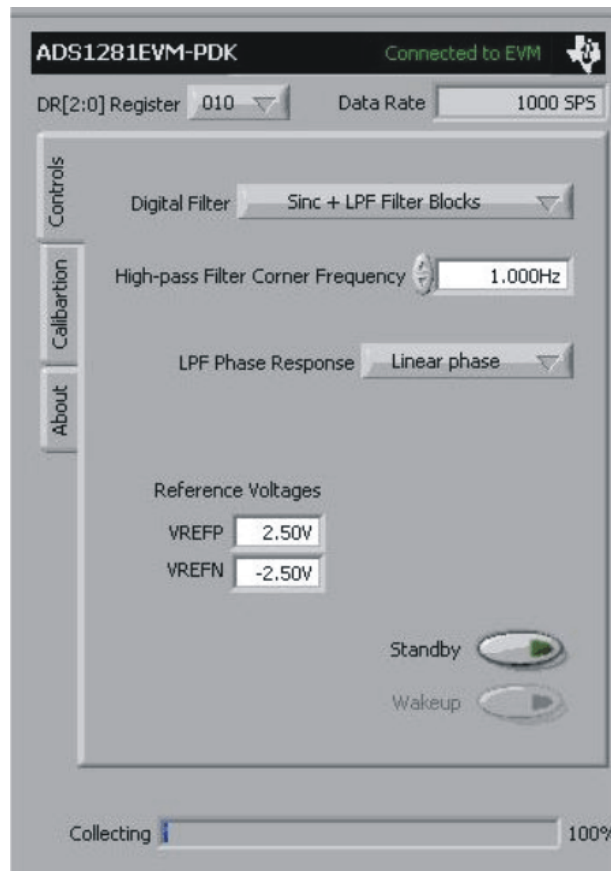 ADS1281EVM-PDK Connected to EVM
DR[2:0] Register 010 Data Rate 1000 SPS
Controls
Calibartion
About
Digital Filter Sinc + LPF Filter Blocks
High-pass Filter Corner Frequency 1.000Hz
LPF Phase Response Linear phase
Reference Voltages
VREFP 2.50V
VREFN -2.50V
Standby
Wakeup
Collecting 100%